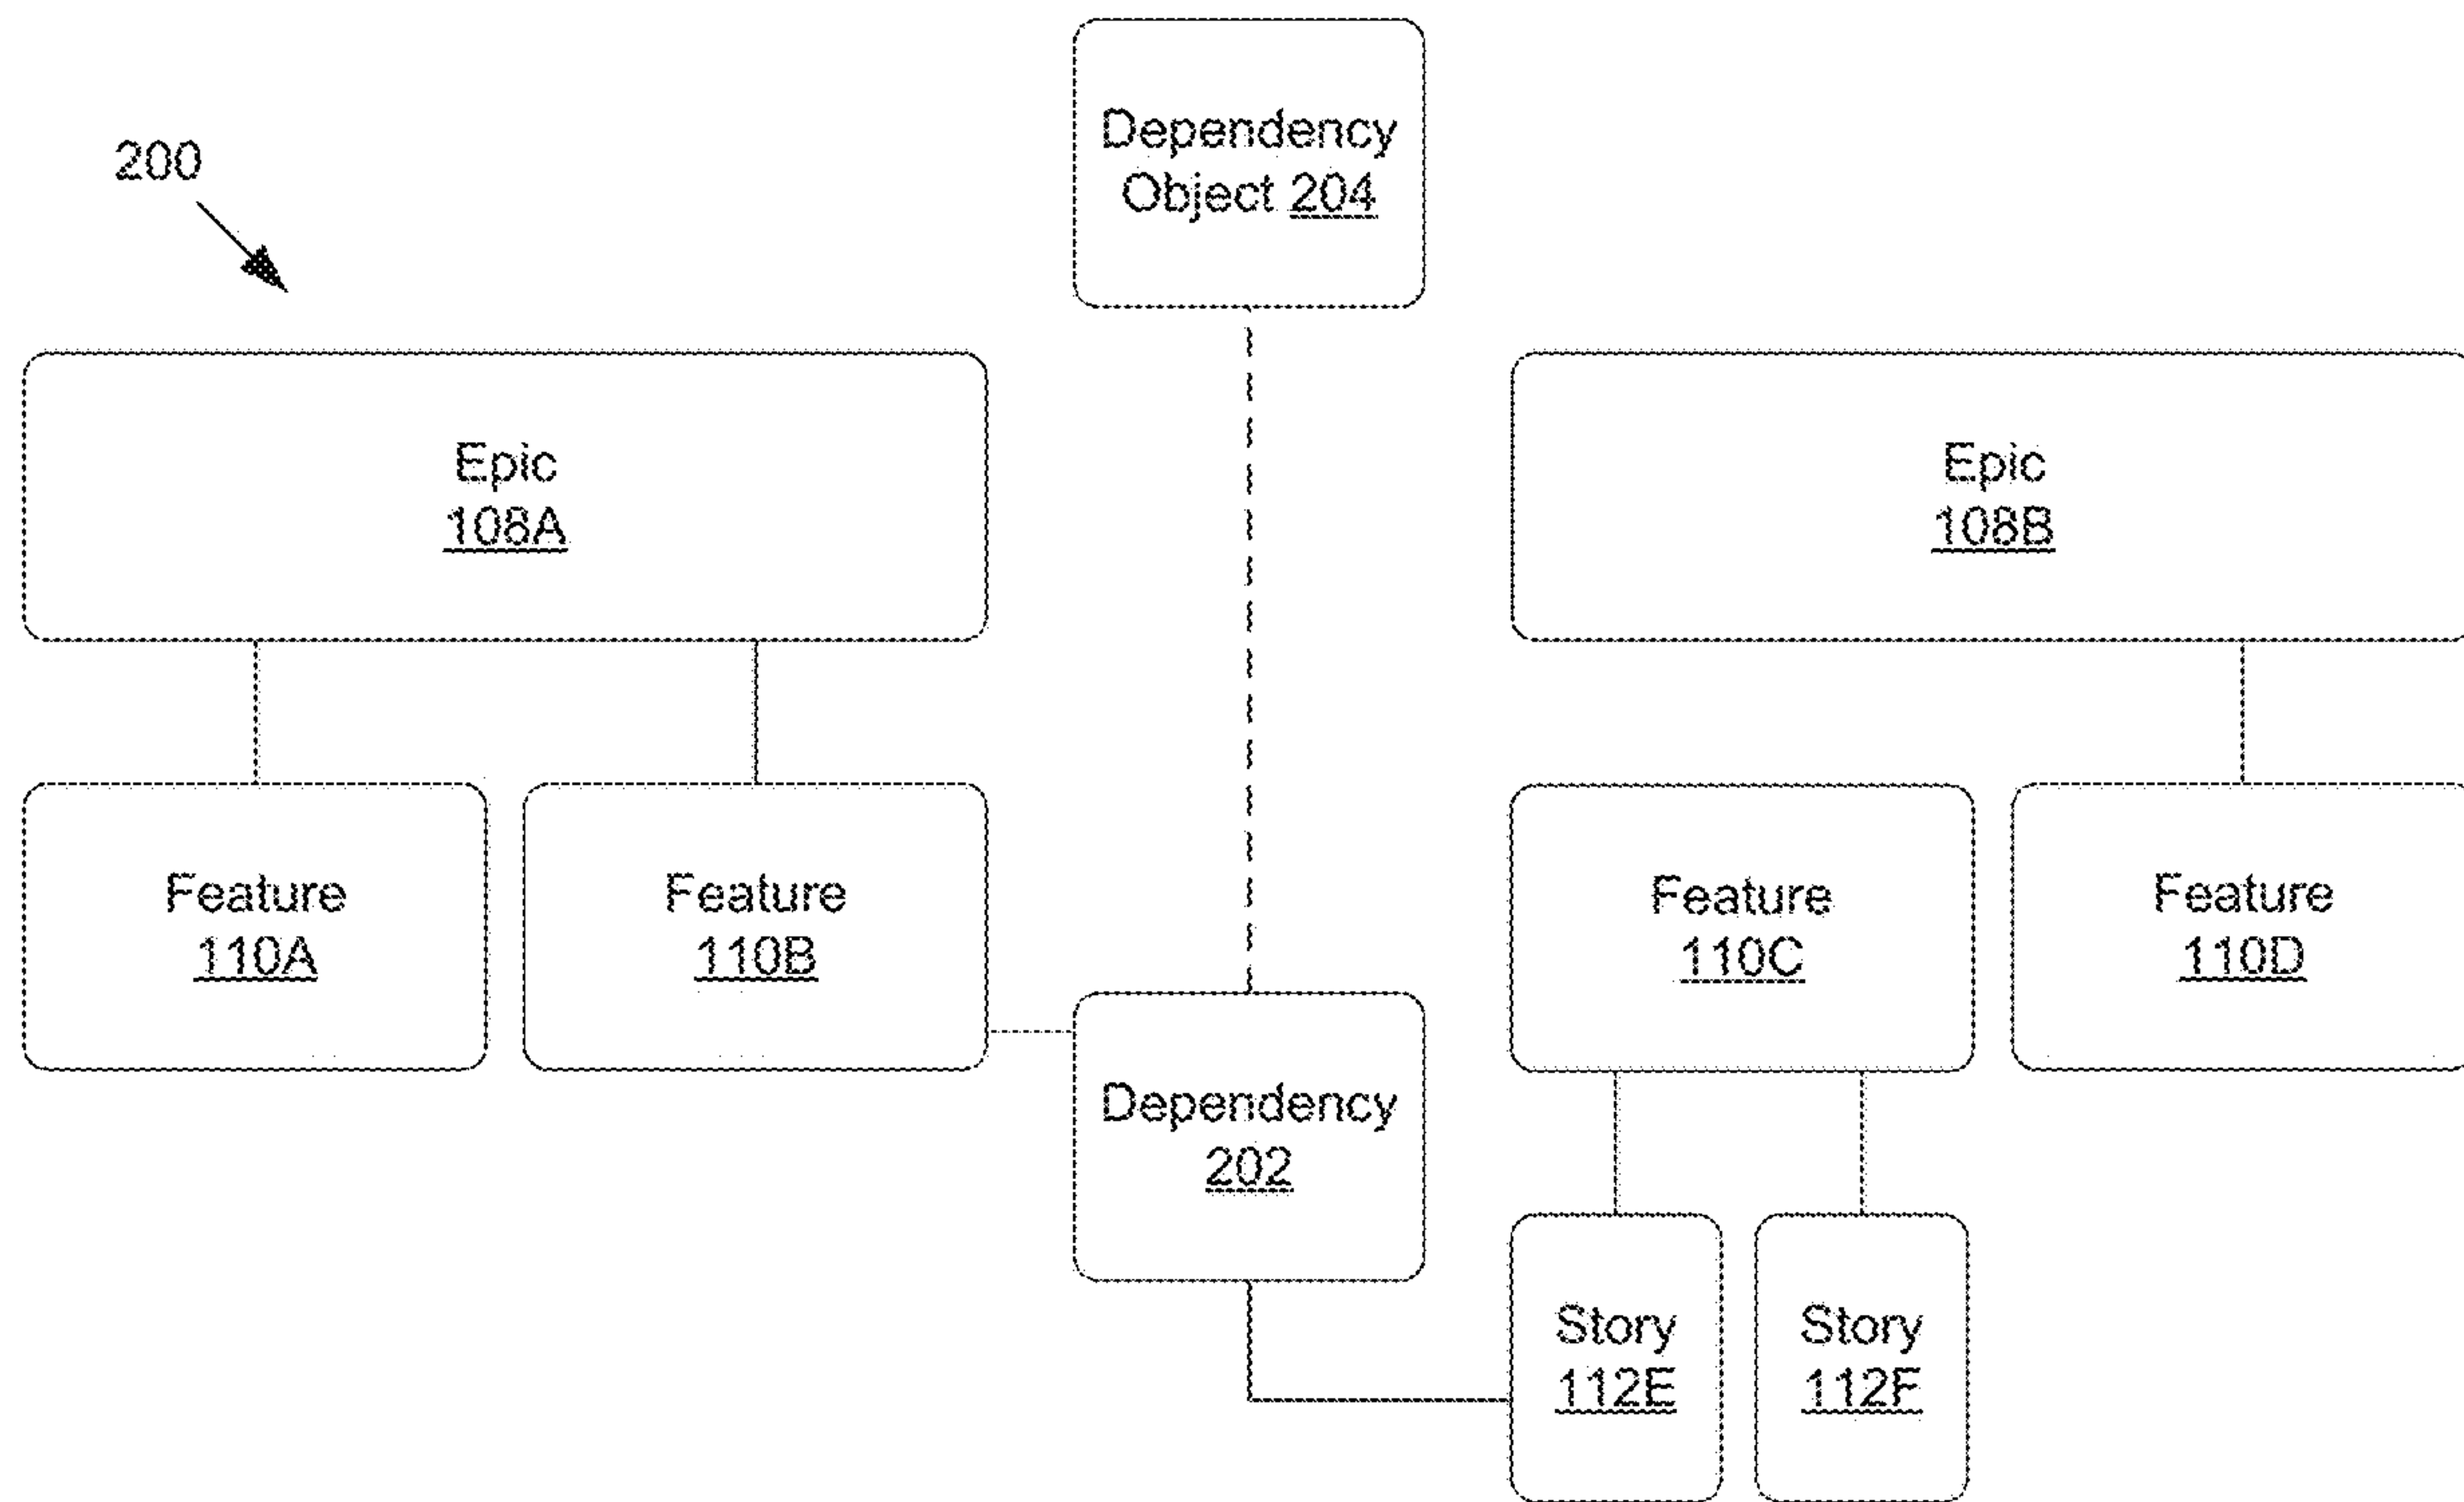 Dependency
Object 204
200
Epic
108A
Epic
108B
Feature
110A
Feature
110B
Feature
110C
Feature
110D
Dependency
202
Story
112E
Story
112F